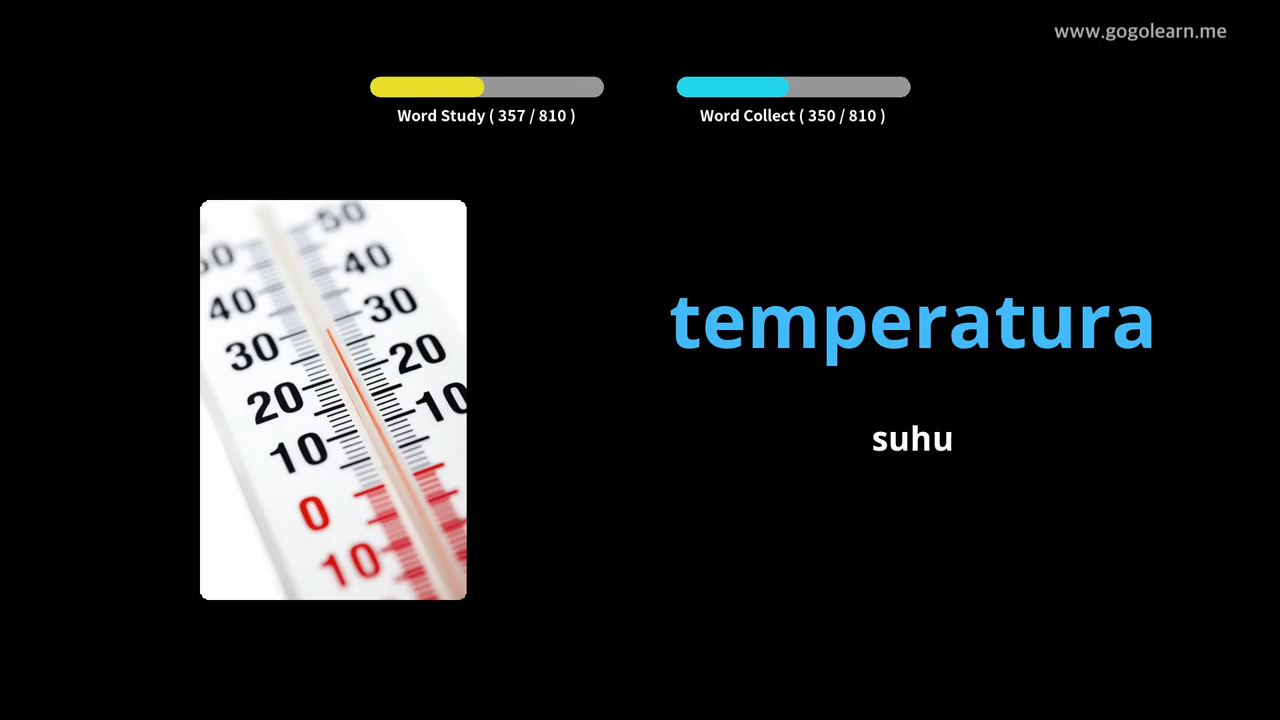 www.gogolearn.me
Word Study ( 357 / 810 )
Word Collect ( 350 / 810 )
50
40
40
30
30
20
20
10
10
0
10
temperatura
suhu